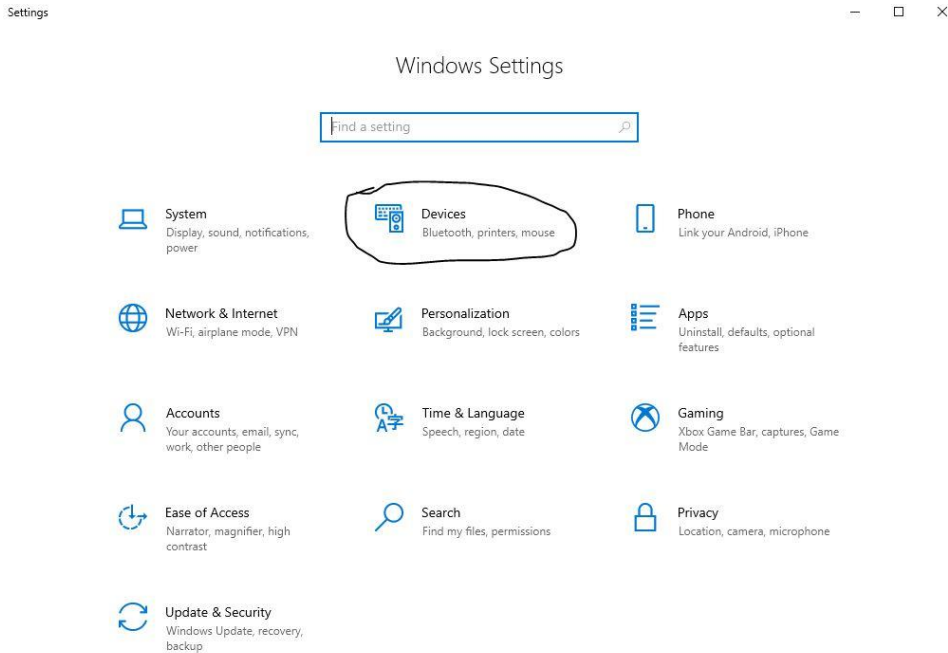 Settings
Windows Settings
Find a setting
System
Display, sound, notifications,
power
Devices
Bluetooth, printers, mouse
Phone
Link your Android, iPhone
Network & Internet
Wi-Fi, airplane mode, VPN
Personalization
Background, lock screen, colors
Apps
Uninstall, defaults, optional
features
Accounts
Your accounts, email, sync,
work, other people
Time & Language
Speech, region, date
Gaming
Xbox Game Bar, captures, Game
Mode
Ease of Access
Narrator, magnifier, high
contrast
Search
Find my files, permissions
Privacy
Location, camera, microphone
Update & Security
Windows Update, recovery,
backup